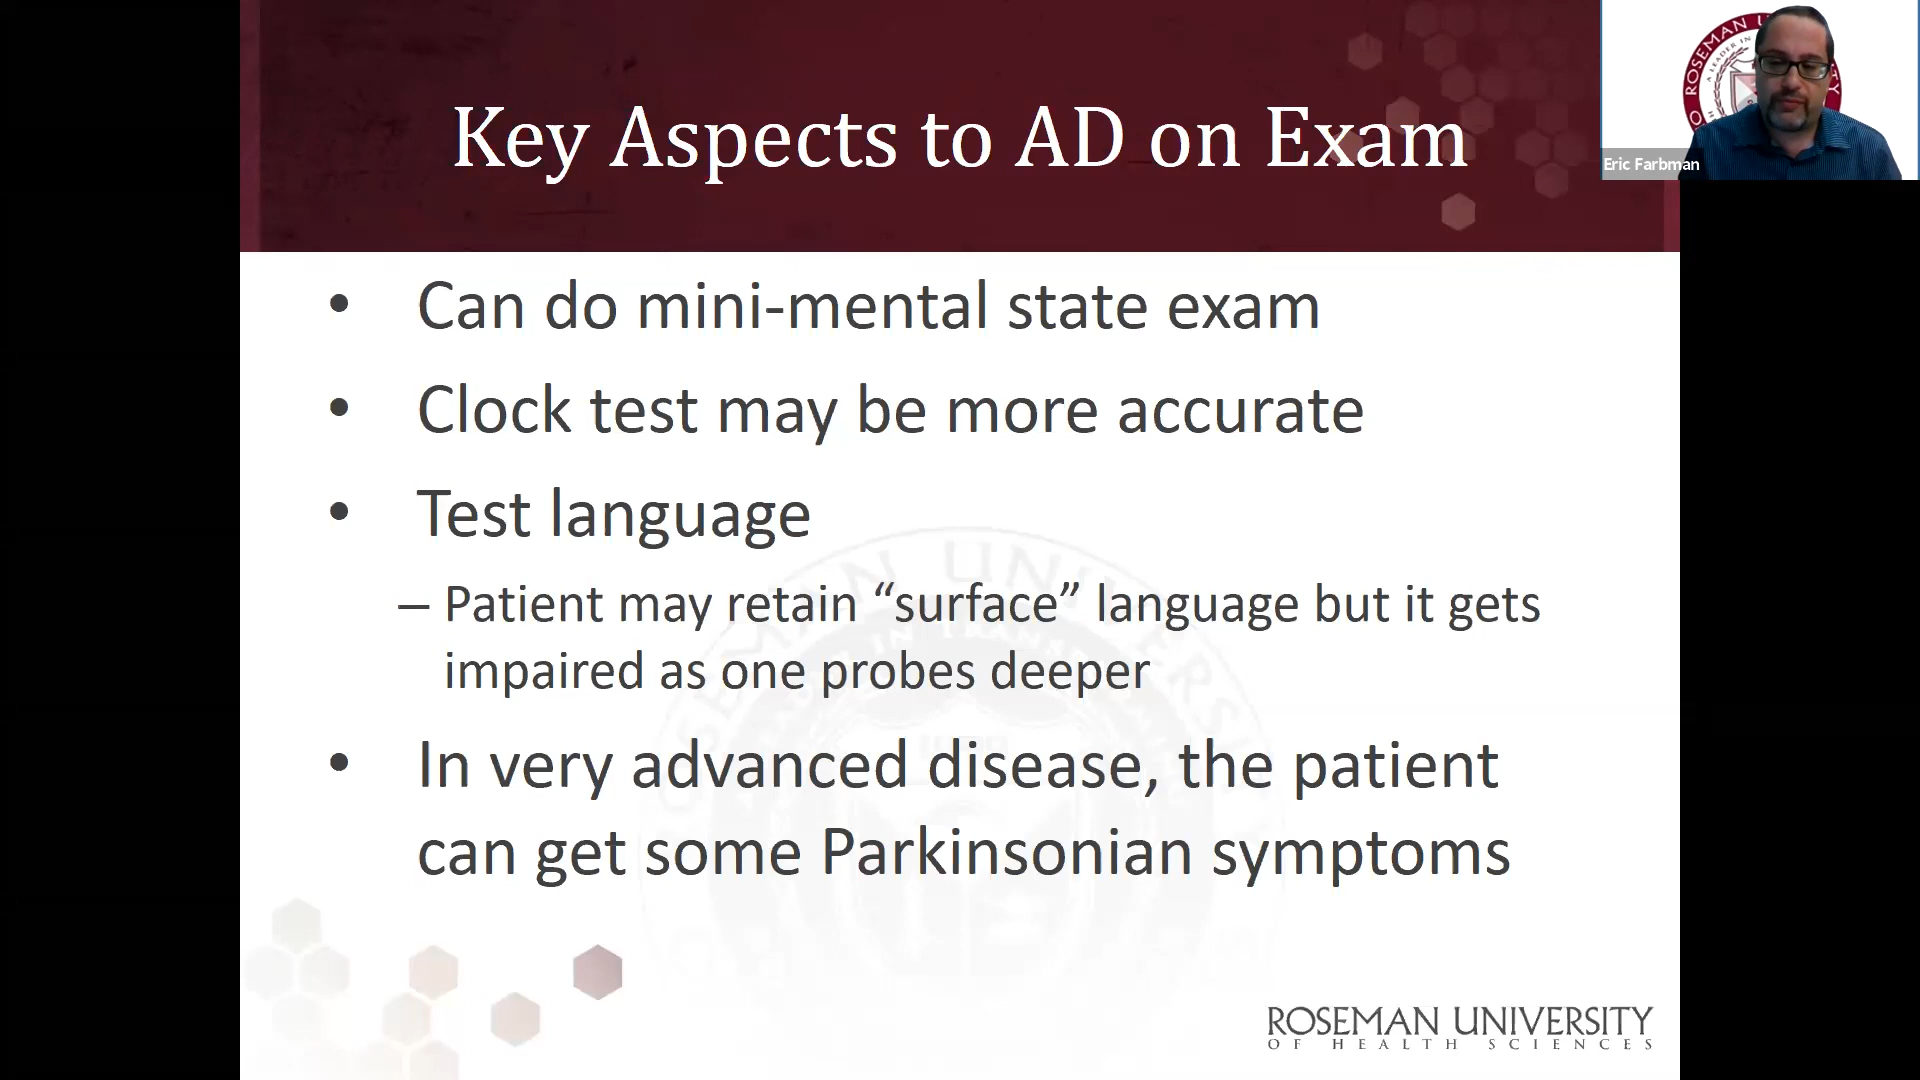 Key Aspects to AD on Exam
Eric Farbman
• Can do mini-mental state exam
• Clock test may be more accurate
• Test language
– Patient may retain “surface” language but it gets
impaired as one probes deeper
• In very advanced disease, the patient
can get some Parkinsonian symptoms
ROSEMAN UNIVERSITY
OF HEALTH SCIENCES